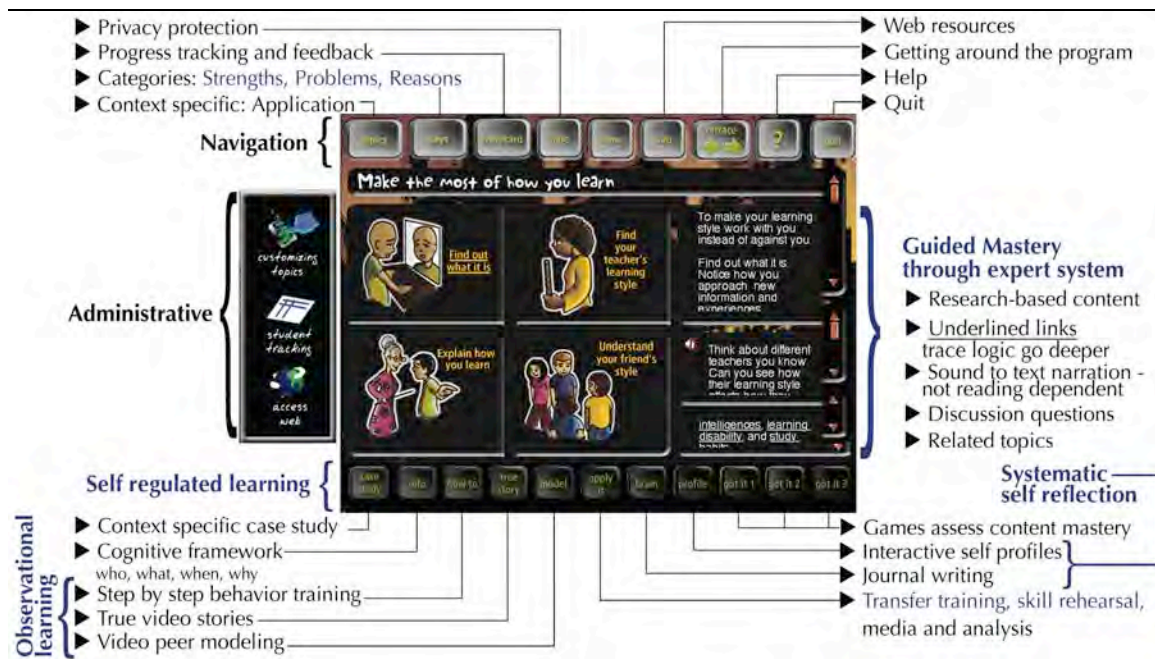 ▶ Privacy protection
▶ Progress tracking and feedback
▶ Categories: Strengths, Problems, Reasons
▶ Context specific: Application
▶ Web resources
▶ Getting around the program
▶ Help
▶ Quit
Navigation
?
quit
Make the most of how you learn
Administrative
customizing
topics
student
tracking
access
web
Find out
what it is
Find
your
teacher's
learning
style
To make your learning
style work with you
instead of against you.
Find out what it is.
Notice how you
approach new
information and
experiences
Explain how
you learn
Understand
your friend's
style
Think about different
teachers you know.
Can you see how
their learning style
intelligences, learning
disability, and study
habits
Guided Mastery
through expert system
▶ Research-based content
▶ Underlined links
trace logic go deeper
▶ Sound to text narration -
not reading dependent
▶ Discussion questions
▶ Related topics
Self regulated learning
case
study
info
how to
true
story
model
apply
it
brain
profile
got it 1
got it 2
got it 3
Systematic
self reflection
Observational
learning
▶ Context specific case study
▶ Cognitive framework
who, what, when, why
▶ Step by step behavior training
▶ True video stories
▶ Video peer modeling
▶ Games assess content mastery
▶ Interactive self profiles
▶ Journal writing
▶ Transfer training, skill rehearsal,
media and analysis